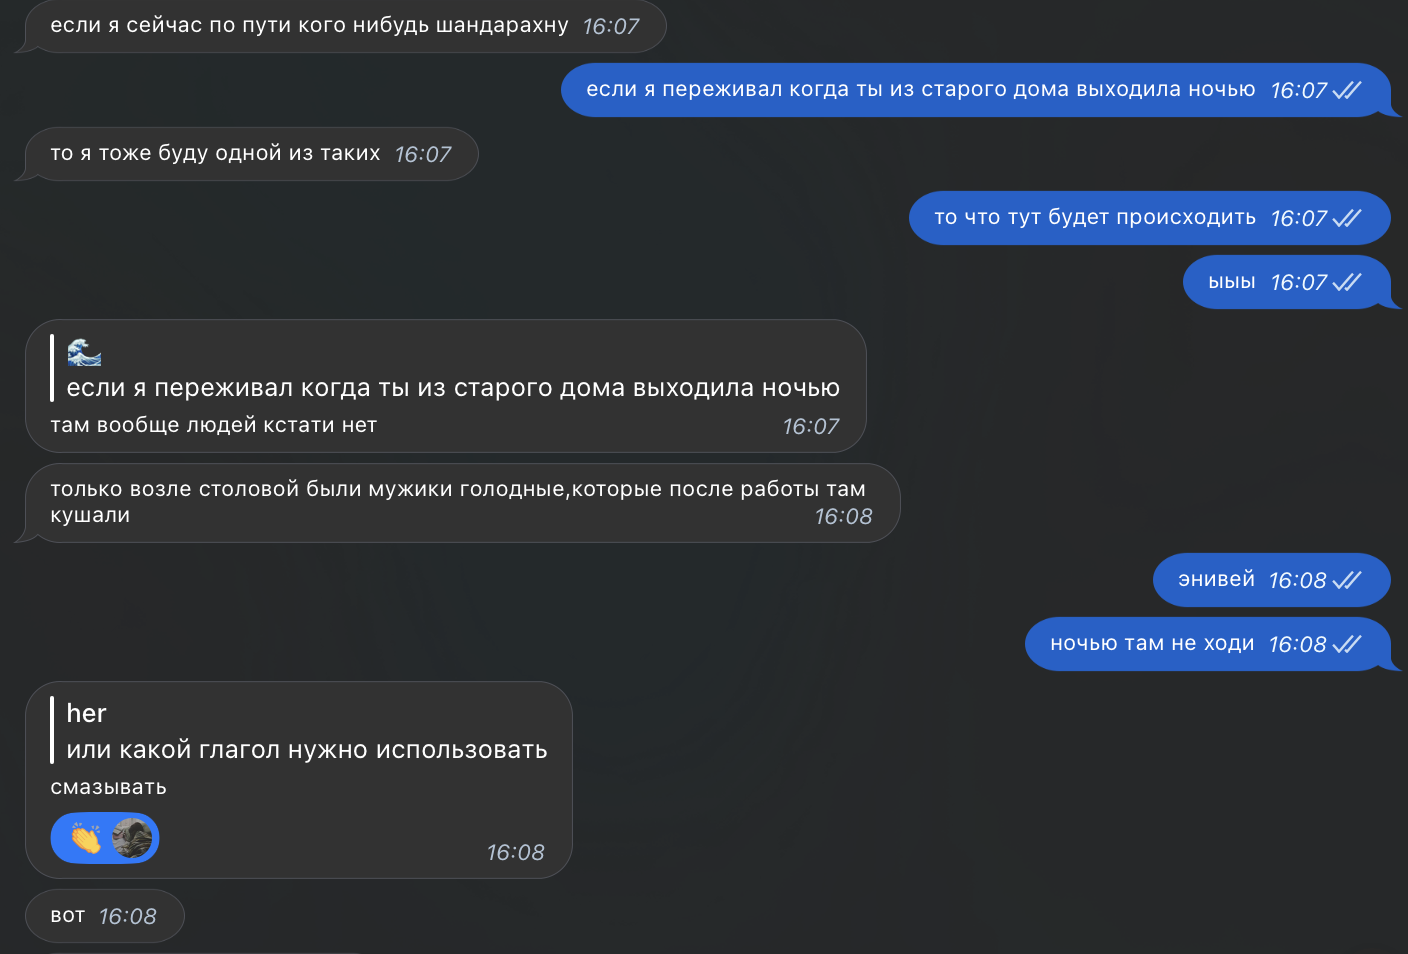 если я сейчас по пути кого нибудь шандарахну 16:07
если я переживал когда ты из старого дома выходила ночью 16:07
то я тоже буду одной из таких 16:07
то что тут будет происходить 16:07
ыыы 16:07
🌊
если я переживал когда ты из старого дома выходила ночью
там вообще людей кстати нет 16:07
только возле столовой были мужики голодные,которые после работы там
кушали 16:08
энивей 16:08
ночью там не ходи 16:08
her
или какой глагол нужно использовать
смазывать
👏 16:08
вот 16:08